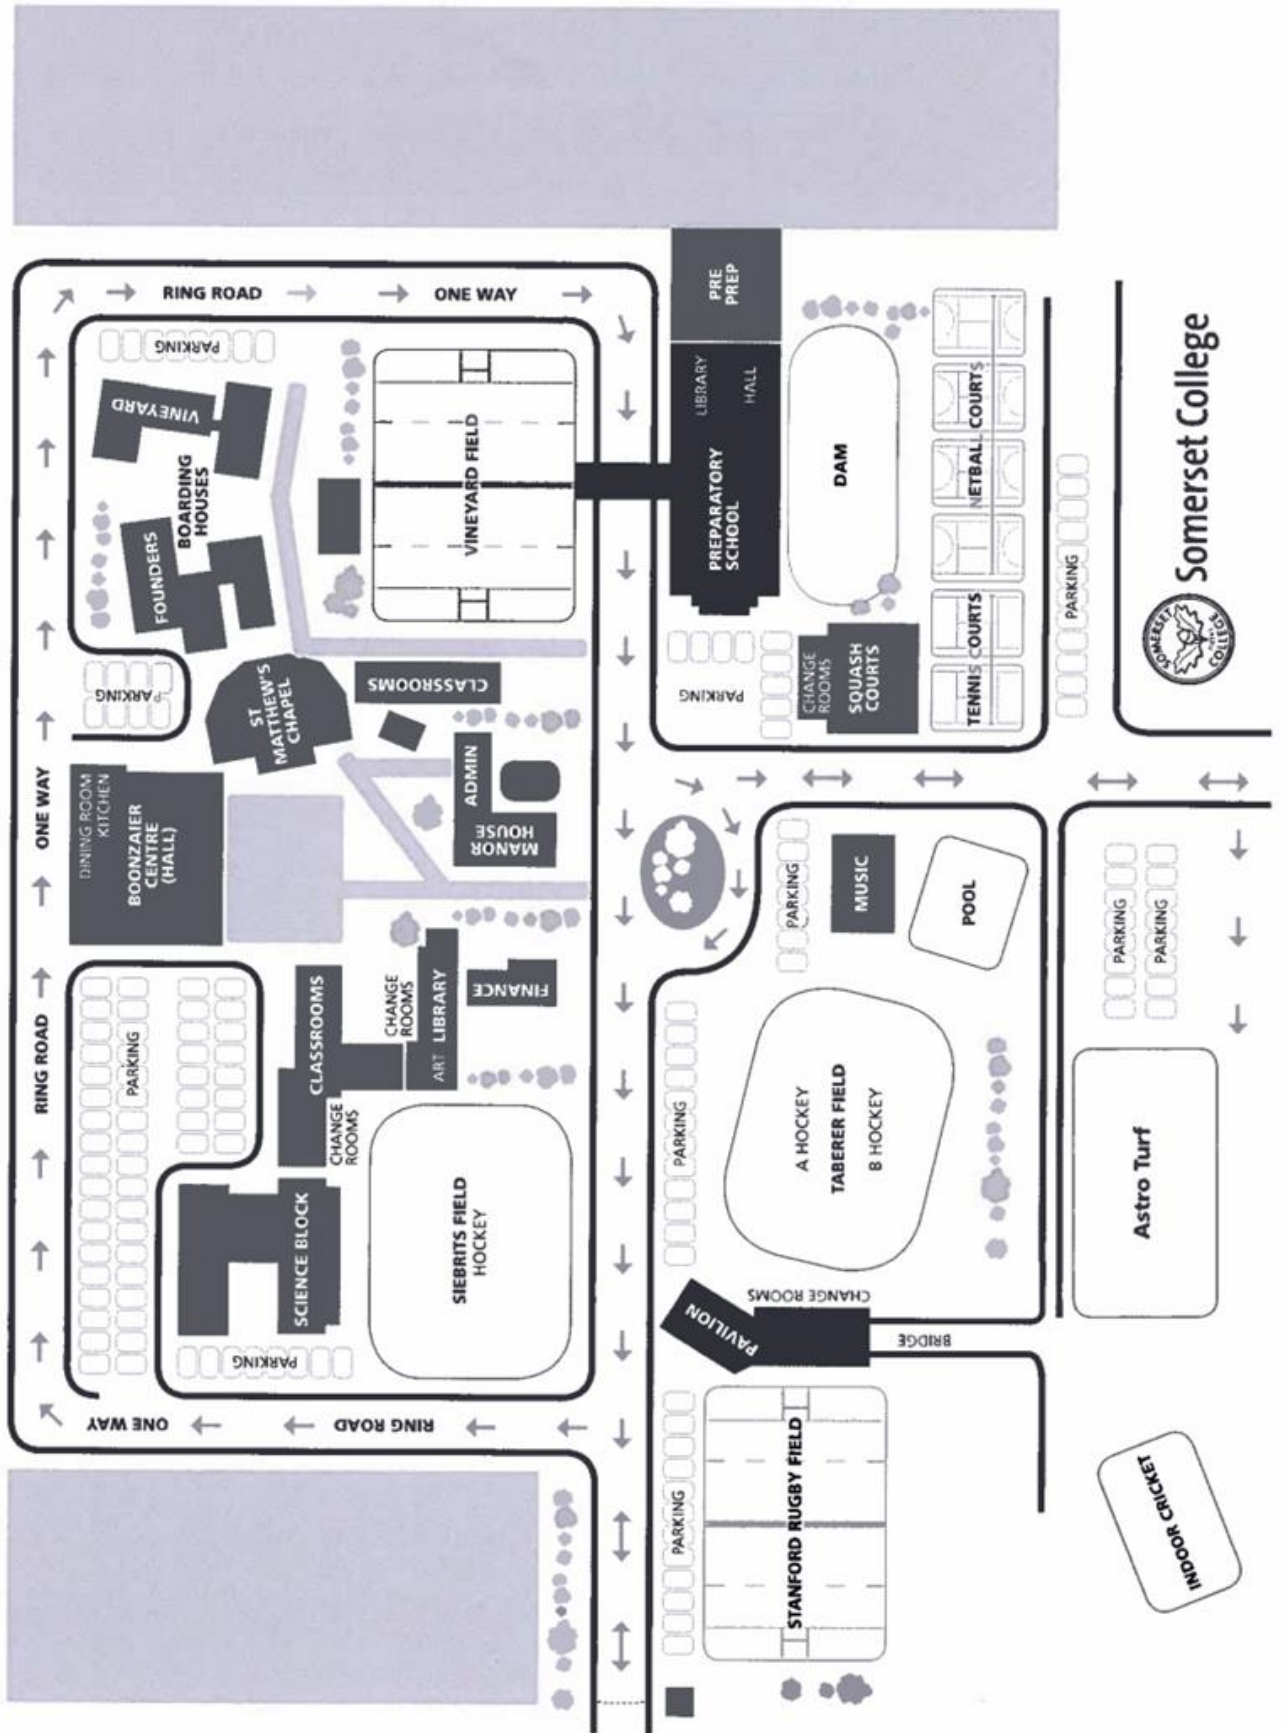 RING ROAD
ONE WAY
PARKING
VINEYARD
BOARDING
HOUSES
FOUNDERS
VINEYARD FIELD
PRE
PREP
LIBRARY
HALL
PREPARATORY
SCHOOL
DAM
NETBALL COURTS
TENNIS COURTS
PARKING
Somerset College
SOMERSET
COLLEGE
PARKING
ST
MATTHEW'S
CHAPEL
CLASSROOMS
PARKING
CHANGE
ROOMS
SQUASH
COURTS
ONE WAY
DINING ROOM
KITCHEN
BOONZAIER
CENTRE
(HALL)
ADMIN
MANOR
HOUSE
PARKING
MUSIC
POOL
PARKING
PARKING
RING ROAD
PARKING
CLASSROOMS
CHANGE
ROOMS
CHANGE
ROOMS
ART LIBRARY
FINANCE
PARKING
A HOCKEY
TABERER FIELD
B HOCKEY
Astro Turf
SCIENCE BLOCK
PARKING
SIEBRITS FIELD
HOCKEY
PAVILION
CHANGE ROOMS
BRIDGE
ONE WAY
RING ROAD
PARKING
STANFORD RUGBY FIELD
INDOOR CRICKET